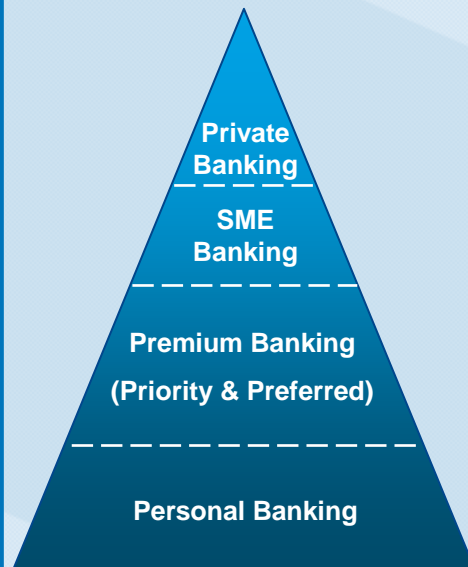 Private
Banking
SME
Banking
Premium Banking
(Priority & Preferred)
Personal Banking